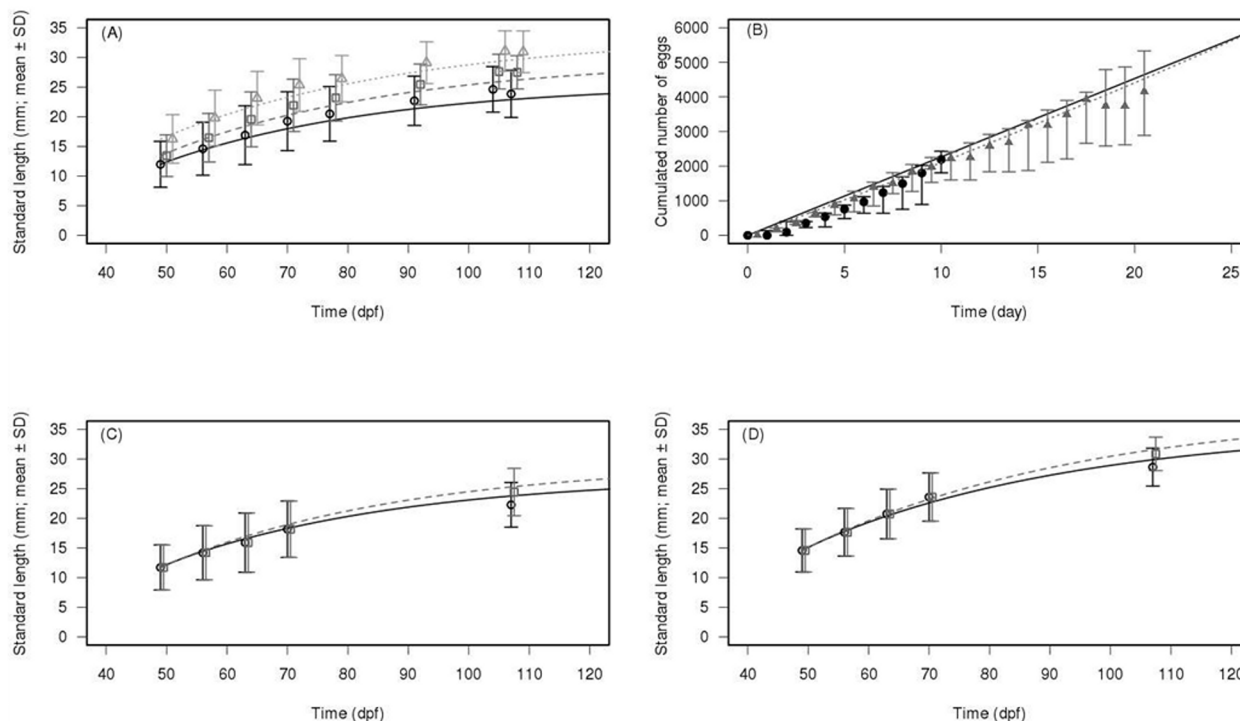 (A)
Standard length (mm; mean ± SD)
35
30
25
20
15
10
5
0
40 50 60 70 80 90 100 110 120
Time (dpf)
(B)
Cumulated number of eggs
6000
5000
4000
3000
2000
1000
0
0 5 10 15 20 25
Time (day)
(C)
Standard length (mm; mean ± SD)
35
30
25
20
15
10
5
0
40 50 60 70 80 90 100 110 120
Time (dpf)
(D)
Standard length (mm; mean ± SD)
35
30
25
20
15
10
5
0
40 50 60 70 80 90 100 110 120
Time (dpf)